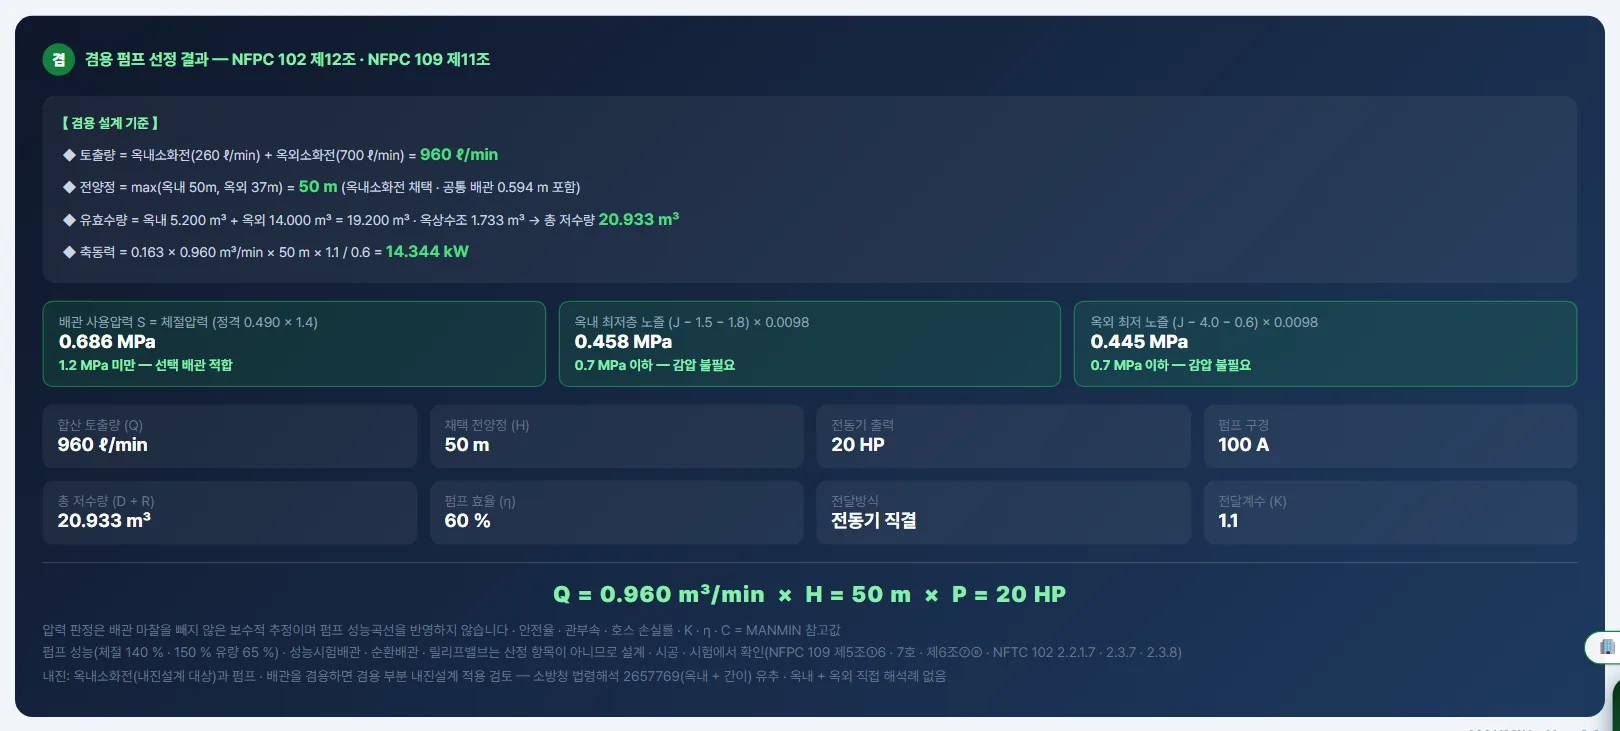 겸 겸용 펌프 선정 결과 — NFPC 102 제12조 · NFPC 109 제11조
【 겸용 설계 기준 】
◆ 토출량 = 옥내소화전(260 ℓ/min) + 옥외소화전(700 ℓ/min) = 960 ℓ/min
◆ 전양정 = max(옥내 50m, 옥외 37m) = 50 m (옥내소화전 채택 · 공통 배관 0.594 m 포함)
◆ 유효수량 = 옥내 5.200 m³ + 옥외 14.000 m³ = 19.200 m³ · 옥상수조 1.733 m³ → 총 저수량 20.933 m³
◆ 축동력 = 0.163 × 0.960 m³/min × 50 m × 1.1 / 0.6 = 14.344 kW
배관 사용압력 S = 체절압력 (정격 0.490 × 1.4)
0.686 MPa
1.2 MPa 미만 — 선택 배관 적합
옥내 최저층 노즐 (J − 1.5 − 1.8) × 0.0098
0.458 MPa
0.7 MPa 이하 — 감압 불필요
옥외 최저 노즐 (J − 4.0 − 0.6) × 0.0098
0.445 MPa
0.7 MPa 이하 — 감압 불필요
합산 토출량 (Q)
960 ℓ/min
채택 전양정 (H)
50 m
전동기 출력
20 HP
펌프 구경
100 A
총 저수량 (D + R)
20.933 m³
펌프 효율 (η)
60 %
전달방식
전동기 직결
전달계수 (K)
1.1
Q = 0.960 m³/min × H = 50 m × P = 20 HP
압력 판정은 배관 마찰을 빼지 않은 보수적 추정이며 펌프 성능곡선을 반영하지 않습니다 · 안전율 · 관부속 · 호스 손실률 · K · η · C = MANMIN 참고값
펌프 성능(체절 140 % · 150 % 유량 65 %) · 성능시험배관 · 순환배관 · 릴리프밸브는 산정 항목이 아니므로 설계 · 시공 · 시험에서 확인(NFPC 109 제5조①6 · 7호 · 제6조⑦⑧ · NFTC 102 2.2.1.7 · 2.3.7 · 2.3.8)
내진: 옥내소화전(내진설계 대상)과 펌프 · 배관을 겸용하면 겸용 부분 내진설계 적용 검토 — 소방청 법령해석 2657769(옥내 + 간이) 유추 · 옥내 + 옥외 직접 해석례 없음